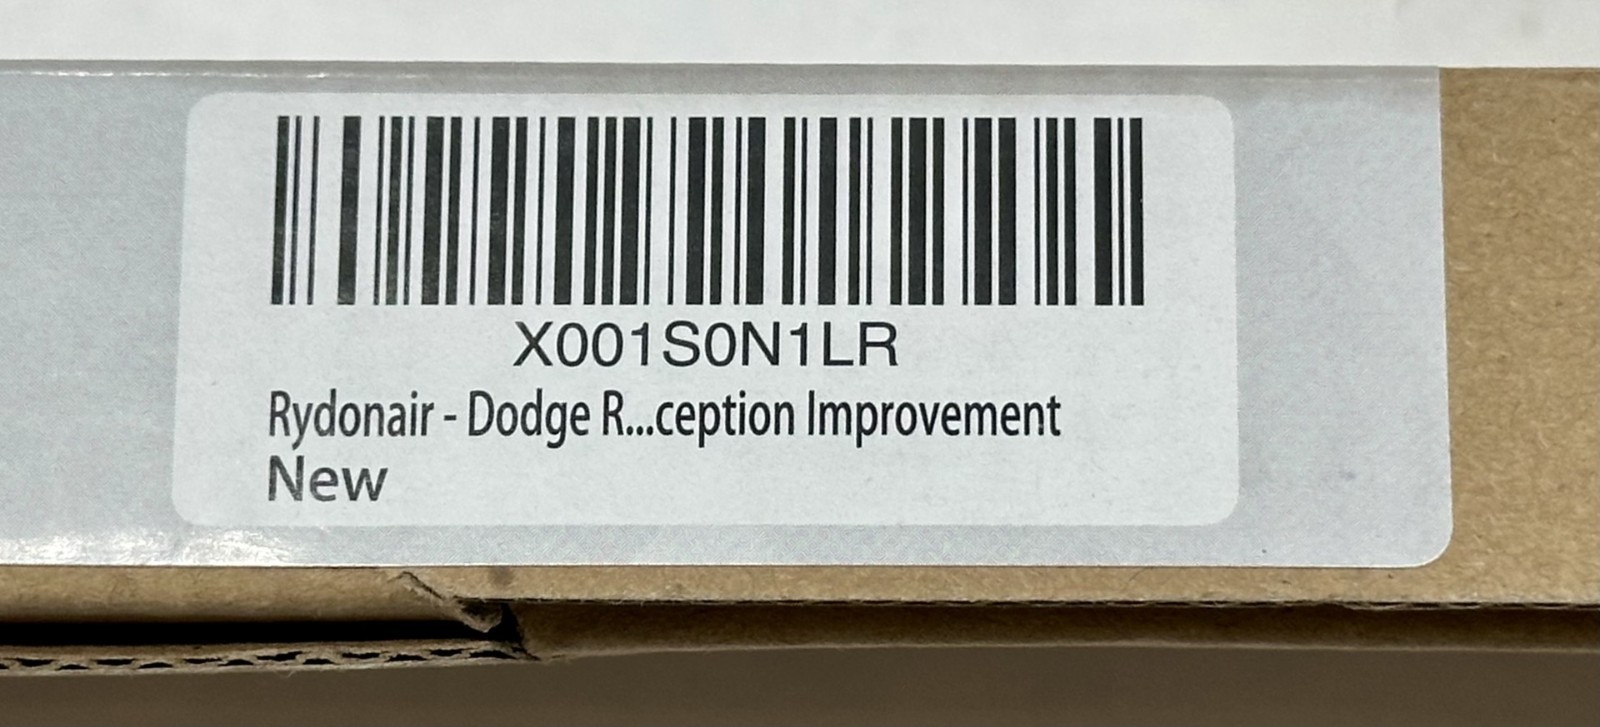 X001S0N1LR
Rydonair - Dodge R...ception Improvement
New